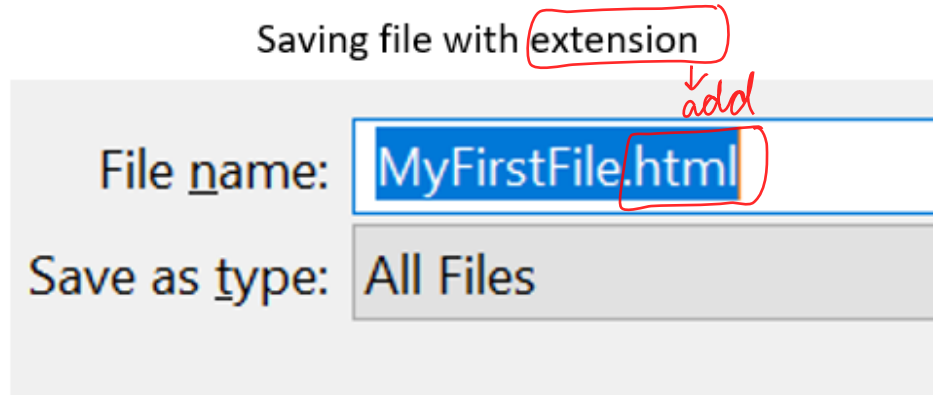 Saving file with extension
add
File name: MyFirstFile.html
Save as type: All Files